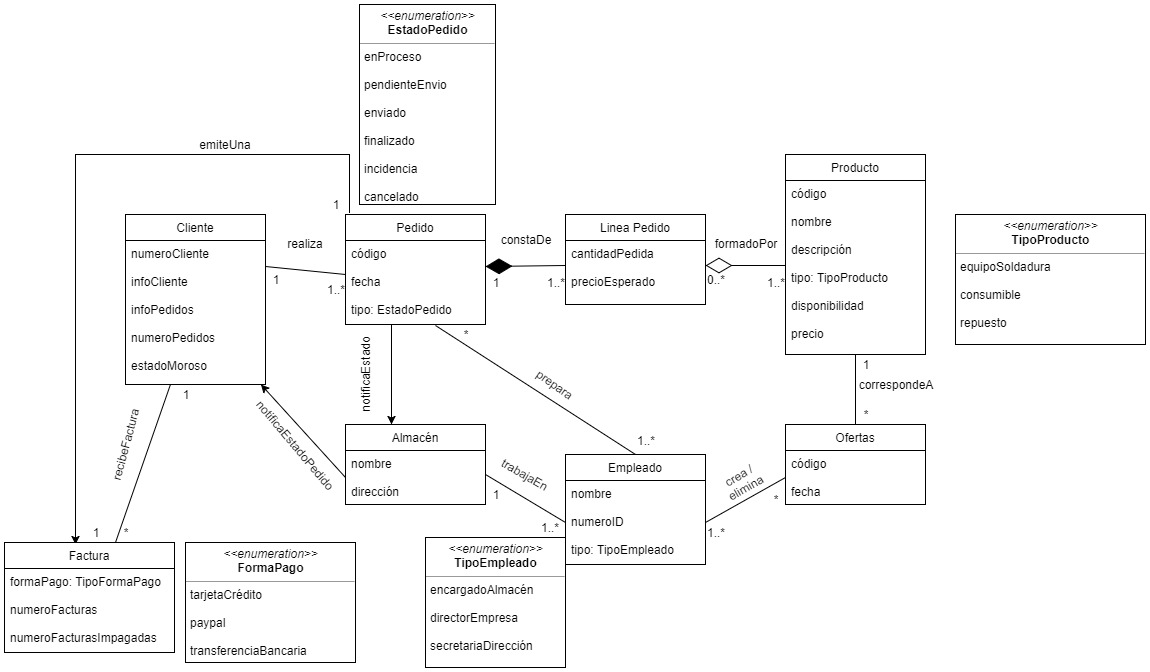 <<enumeration>>
EstadoPedido
enProceso
pendienteEnvio
enviado
finalizado
incidencia
cancelado
emiteUna
1
Cliente
numeroCliente
infoCliente
infoPedidos
numeroPedidos
estadoMoroso
realiza
1
1..*
Pedido
código
fecha
tipo: EstadoPedido
constaDe
1
1..*
Linea Pedido
cantidadPedida
precioEsperado
formadoPor
0..*
1..*
Producto
código
nombre
descripción
tipo: TipoProducto
disponibilidad
precio
<<enumeration>>
TipoProducto
equipoSoldadura
consumible
repuesto
1
correspondeA
*
notificaEstado
*
prepara
1..*
1
recibeFactura
*
1
notificaEstadoPedido
Almacén
nombre
dirección
trabajaEn
1
1..*
Empleado
nombre
numeroID
tipo: TipoEmpleado
crea /
elimina
*
1..*
Ofertas
código
fecha
Factura
formaPago: TipoFormaPago
numeroFacturas
numeroFacturasImpagadas
<<enumeration>>
FormaPago
tarjetaCrédito
paypal
transferenciaBancaria
<<enumeration>>
TipoEmpleado
encargadoAlmacén
directorEmpresa
secretariaDirección